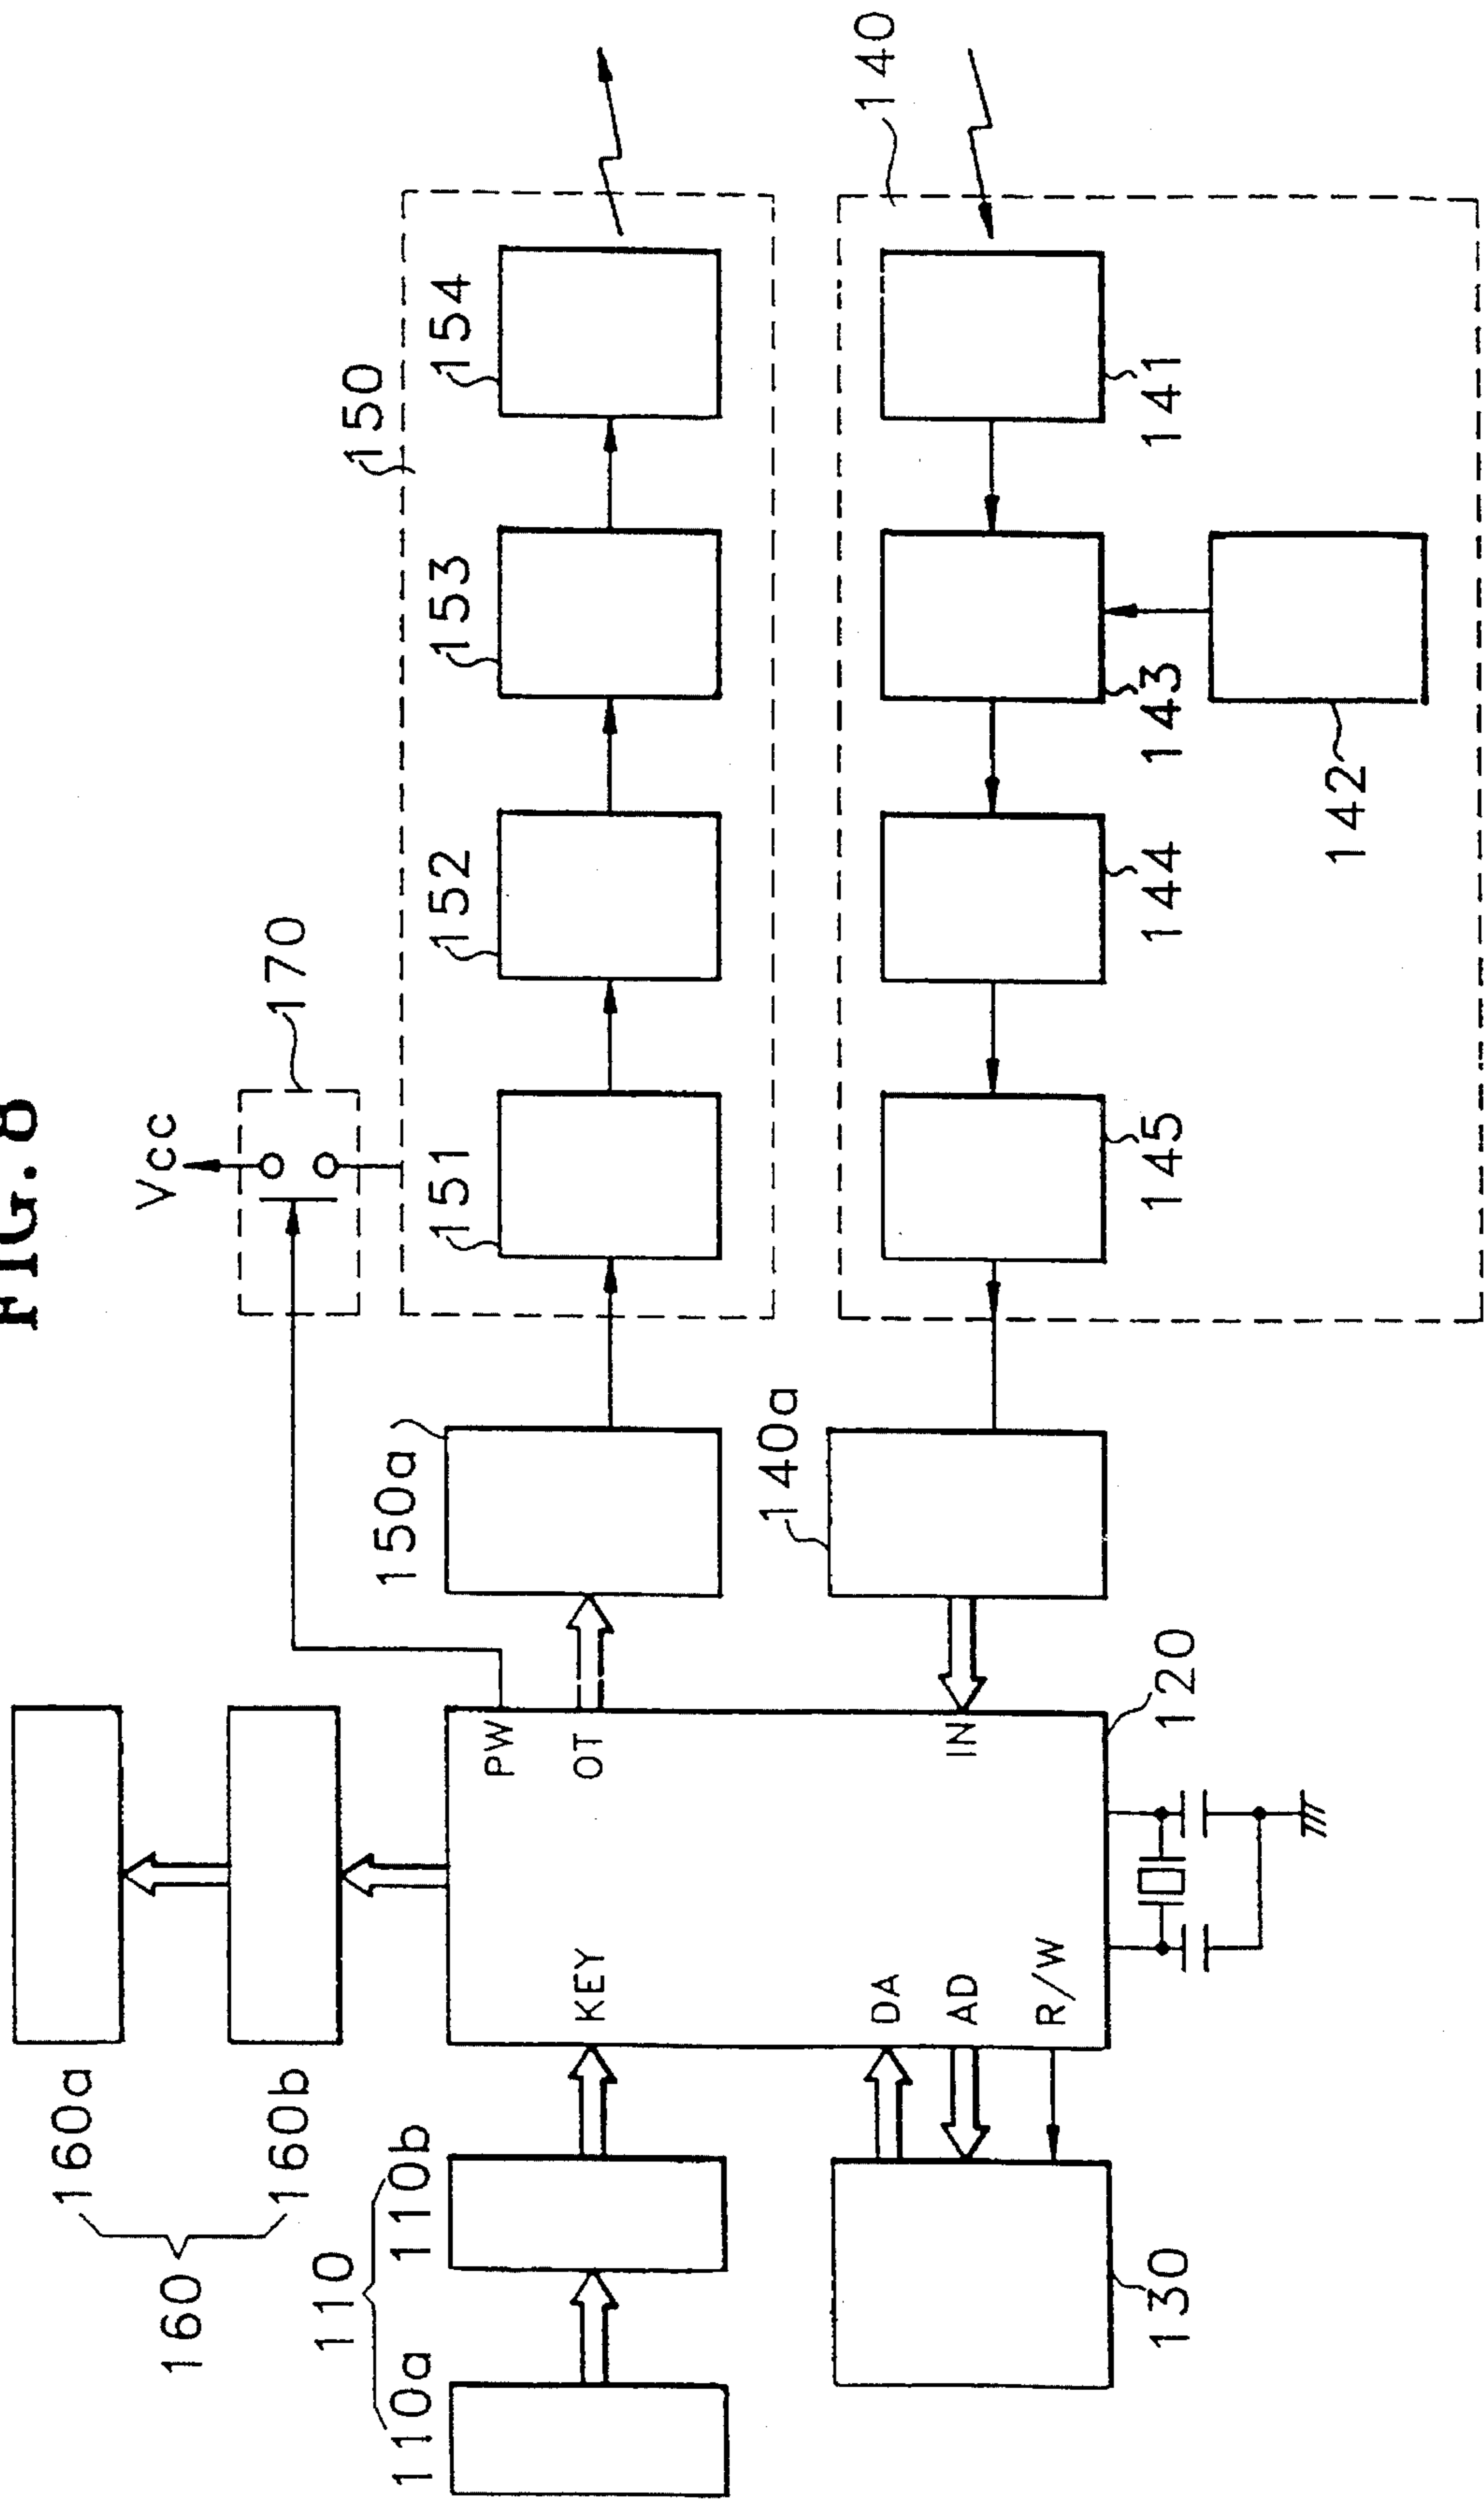 FIG. 8
160a
160b
160
110
110a
110b
130
KEY
DA
AD
R/W
PW
OT
IN
120
150a
140a
Vcc
170
150
151
152
153
154
140
141
142
143
144
145